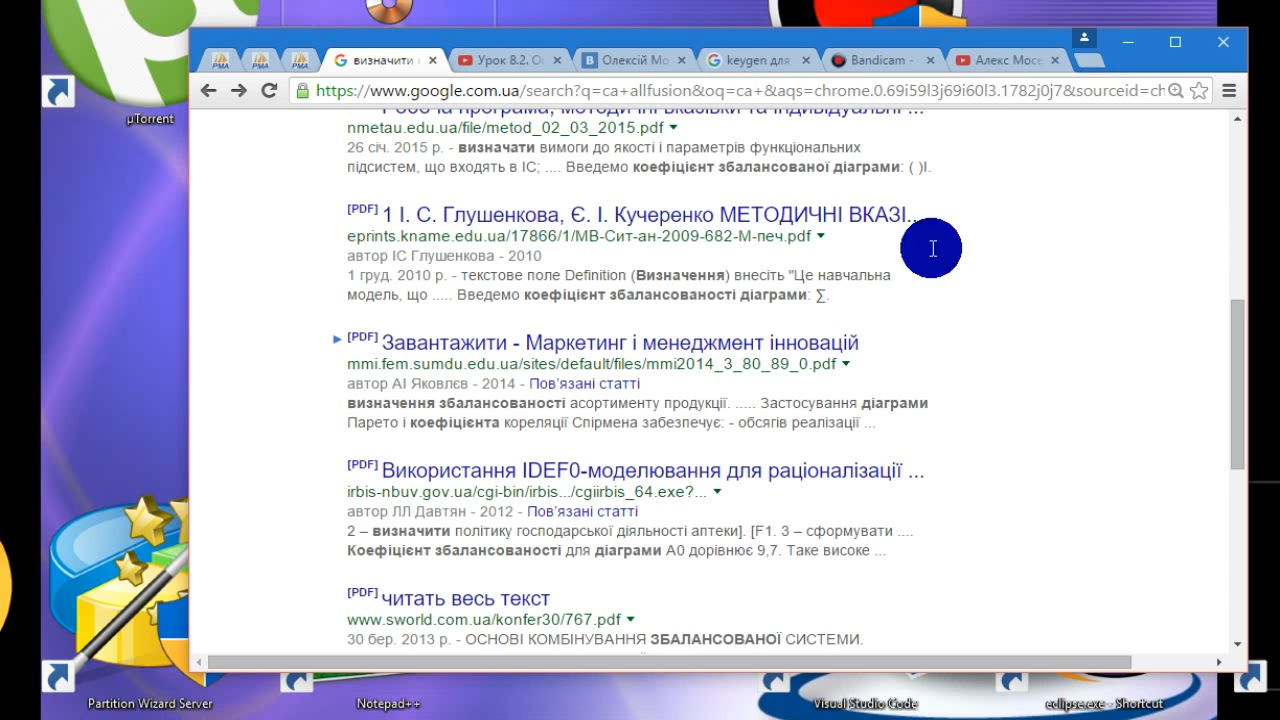 PMA
PMA
PMA
визначити
Урок 8.2. О
Олексій Мо
keygen для
Bandicam -
Алекс Мосе
https://www.google.com.ua/search?q=ca+allfusion&oq=ca+&aqs=chrome.0.69i59l3j69i60l3.1782j0j7&sourceid=ch
µTorrent
Робоча програма, методичні вказівки та індивідуальні ...
nmetau.edu.ua/file/metod_02_03_2015.pdf
26 січ. 2015 р. - визначати вимоги до якості і параметрів функціональних
підсистем, що входять в ІС; .... Введемо коефіцієнт збалансованої діаграми: ( )І.
[PDF] 1 І. С. Глушенкова, Є. І. Кучеренко МЕТОДИЧНІ ВКАЗІ...
eprints.kname.edu.ua/17866/1/МВ-Сит-ан-2009-682-М-печ.pdf
автор ІС Глушенкова - 2010
1 груд. 2010 р. - текстове поле Definition (Визначення) внесіть "Це навчальна
модель, що ..... Введемо коефіцієнт збалансованості діаграми: ∑.
[PDF] Завантажити - Маркетинг і менеджмент інновацій
mmi.fem.sumdu.edu.ua/sites/default/files/mmi2014_3_80_89_0.pdf
автор АІ Яковлєв - 2014 - Пов'язані статті
визначення збалансованості асортименту продукції. ..... Застосування діаграми
Парето і коефіцієнта кореляції Спірмена забезпечує: - обсягів реалізації ...
[PDF] Використання IDEF0-моделювання для раціоналізації ...
irbis-nbuv.gov.ua/cgi-bin/irbis.../cgiirbis_64.exe?...
автор ЛЛ Давтян - 2012 - Пов'язані статті
2 – визначити політику господарської діяльності аптеки]. [F1. 3 – сформувати ....
Коефіцієнт збалансованості для діаграми А0 дорівнює 9,7. Таке високе ...
[PDF] читать весь текст
www.sworld.com.ua/konfer30/767.pdf
30 бер. 2013 р. - ОСНОВІ КОМБІНУВАННЯ ЗБАЛАНСОВАНОЇ СИСТЕМИ.
Partition Wizard Server
Notepad++
Visual Studio Code
eclipse.exe - Shortcut